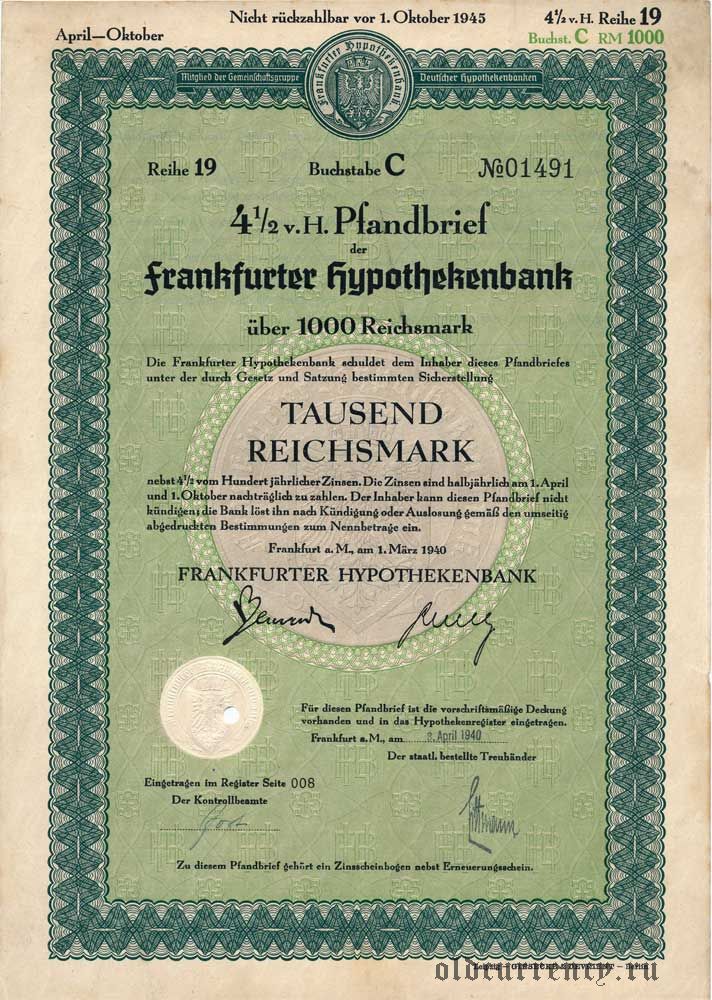 Nicht rückzahlbar vor 1. Oktober 1945
4½ v. H. Reihe 19
April—Oktober
Buchst. C RM 1000
Frankfurter Hypothekenbank
Mitglied der Gemeinschaftsgruppe
Deutscher Hypothekenbanken
Reihe 19 Buchstabe C № 01491
4½ v. H. Pfandbrief
der
Frankfurter Hypothekenbank
über 1000 Reichsmark
Die Frankfurter Hypothekenbank schuldet dem Inhaber dieses Pfandbriefes
unter der durch Gesetz und Satzung bestimmten Sicherstellung
TAUSEND
REICHSMARK
nebst 4½ vom Hundert jährlicher Zinsen. Die Zinsen sind halbjährlich am 1. April
und 1. Oktober nachträglich zu zahlen. Der Inhaber kann diesen Pfandbrief nicht
kündigen; die Bank löst ihn nach Kündigung oder Auslosung gemäß den umseitig
abgedruckten Bestimmungen zum Nennbetrage ein.
Frankfurt a. M., am 1. März 1940
FRANKFURTER HYPOTHEKENBANK
Für diesen Pfandbrief ist die vorschriftsmäßige Deckung
vorhanden und in das Hypothekenregister eingetragen.
Frankfurt a. M., am April 1940
Der staatl. bestellte Treuhänder
Eingetragen im Register Seite 008
Der Kontrollbeamte
Zu diesem Pfandbrief gehört ein Zinsscheinbogen nebst Erneuerungsschein.
oldcurrency.ru